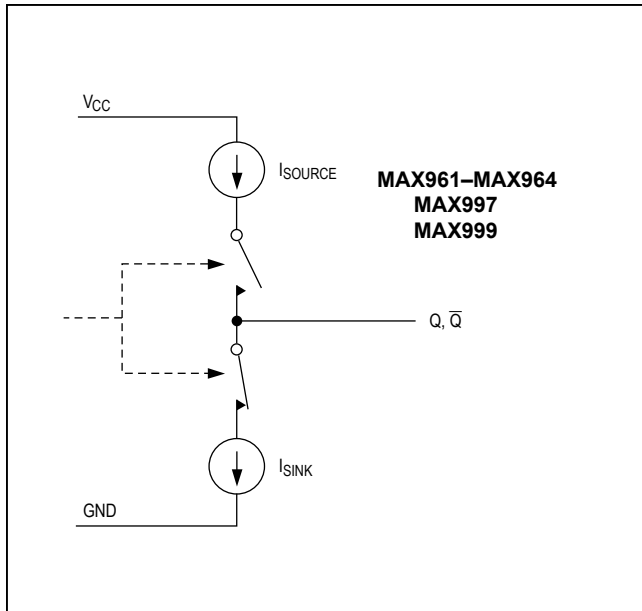 VCC
ISOURCE
MAX961–MAX964
MAX997
MAX999
Q, Q̅
ISINK
GND